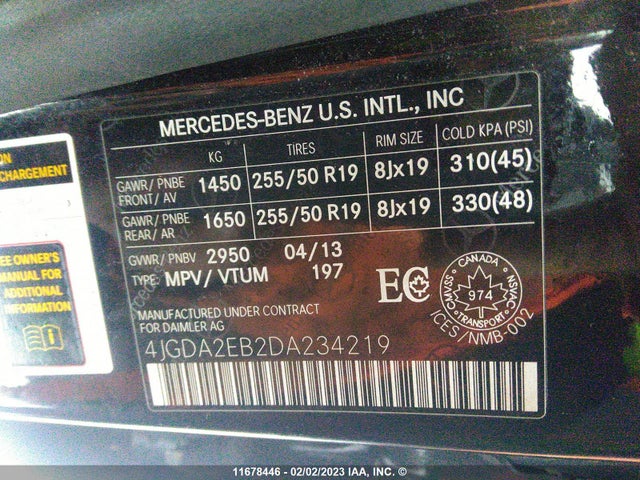 MERCEDES-BENZ U.S. INTL., INC
KG TIRES RIM SIZE COLD KPA (PSI)
GAWR/ PNBE FRONT/ AV 1450 255/50 R19 8Jx19 310(45)
GAWR/ PNBE REAR/ AR 1650 255/50 R19 8Jx19 330(48)
GVWR/ PNBV 2950 04/13
TYPE: MPV/ VTUM 197
MANUFACTURED UNDER CONTRACT
FOR DAIMLER AG
4JGDA2EB2DA234219
EC
CANADA
SVAC NSVAC
974
TRANSPORT
ICES/NMB-002
ON
CHARGEMENT
EE OWNER'S
MANUAL FOR
ADDITIONAL
NFORMATION
11678446 - 02/02/2023 IAA, INC. ©